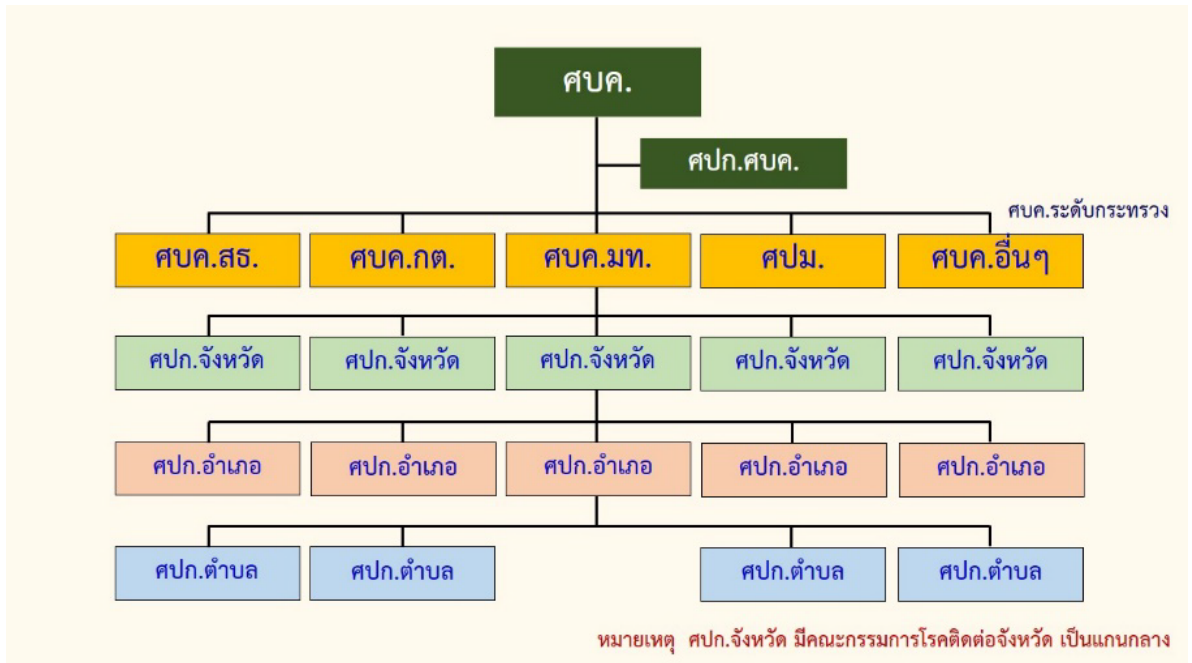 ศบค.
ศปก.ศบค.
ศบค.ระดับกระทรวง
ศบค.สธ. ศบค.กต. ศบค.มท. ศปม. ศบค.อื่นๆ
ศปก.จังหวัด ศปก.จังหวัด ศปก.จังหวัด ศปก.จังหวัด ศปก.จังหวัด
ศปก.อำเภอ ศปก.อำเภอ ศปก.อำเภอ ศปก.อำเภอ ศปก.อำเภอ
ศปก.ตำบล ศปก.ตำบล ศปก.ตำบล ศปก.ตำบล
หมายเหตุ ศปก.จังหวัด มีคณะกรรมการโรคติดต่อจังหวัด เป็นแกนกลาง